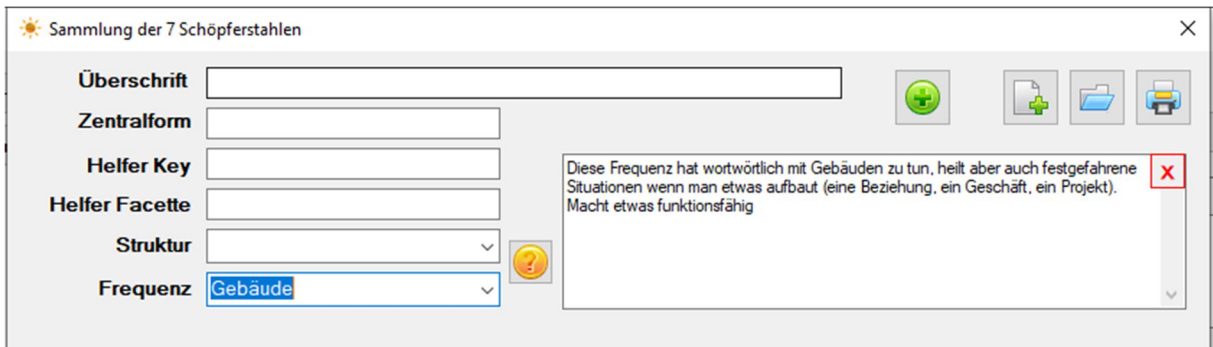 Sammlung der 7 Schöpferstahlen
Überschrift
Zentralform
Helfer Key
Helfer Facette
Struktur
Frequenz Gebäude
Diese Frequenz hat wortwörtlich mit Gebäuden zu tun, heilt aber auch festgefahrene
Situationen wenn man etwas aufbaut (eine Beziehung, ein Geschäft, ein Projekt).
Macht etwas funktionsfähig
X